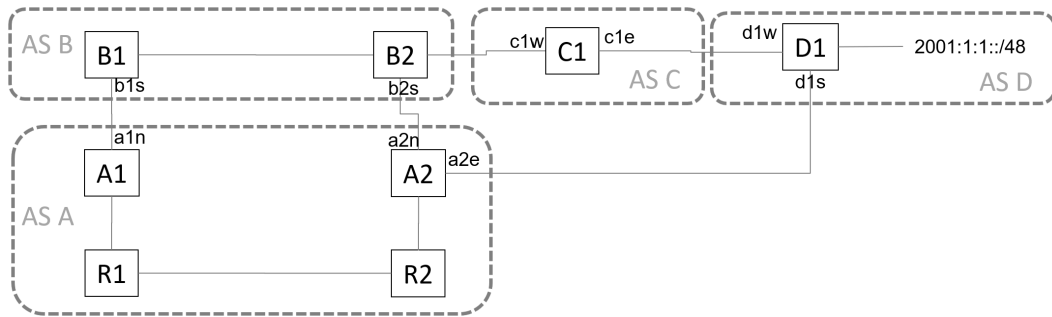 AS B
B1
b1s
B2
b2s
c1w
C1
c1e
AS C
d1w
D1
d1s
2001:1:1::/48
AS D
AS A
a1n
A1
a2n
A2
a2e
R1
R2